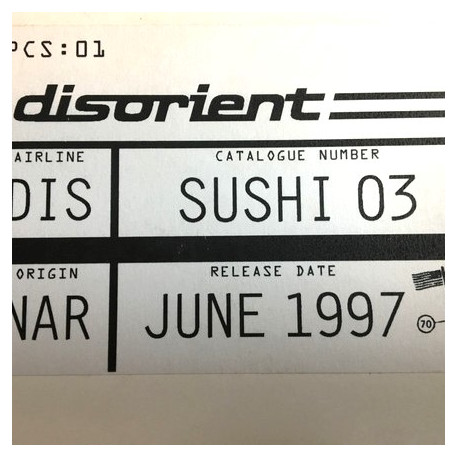 PCS:01
disorient
AIRLINE CATALOGUE NUMBER
DIS SUSHI 03
ORIGIN RELEASE DATE
NAR JUNE 1997
70